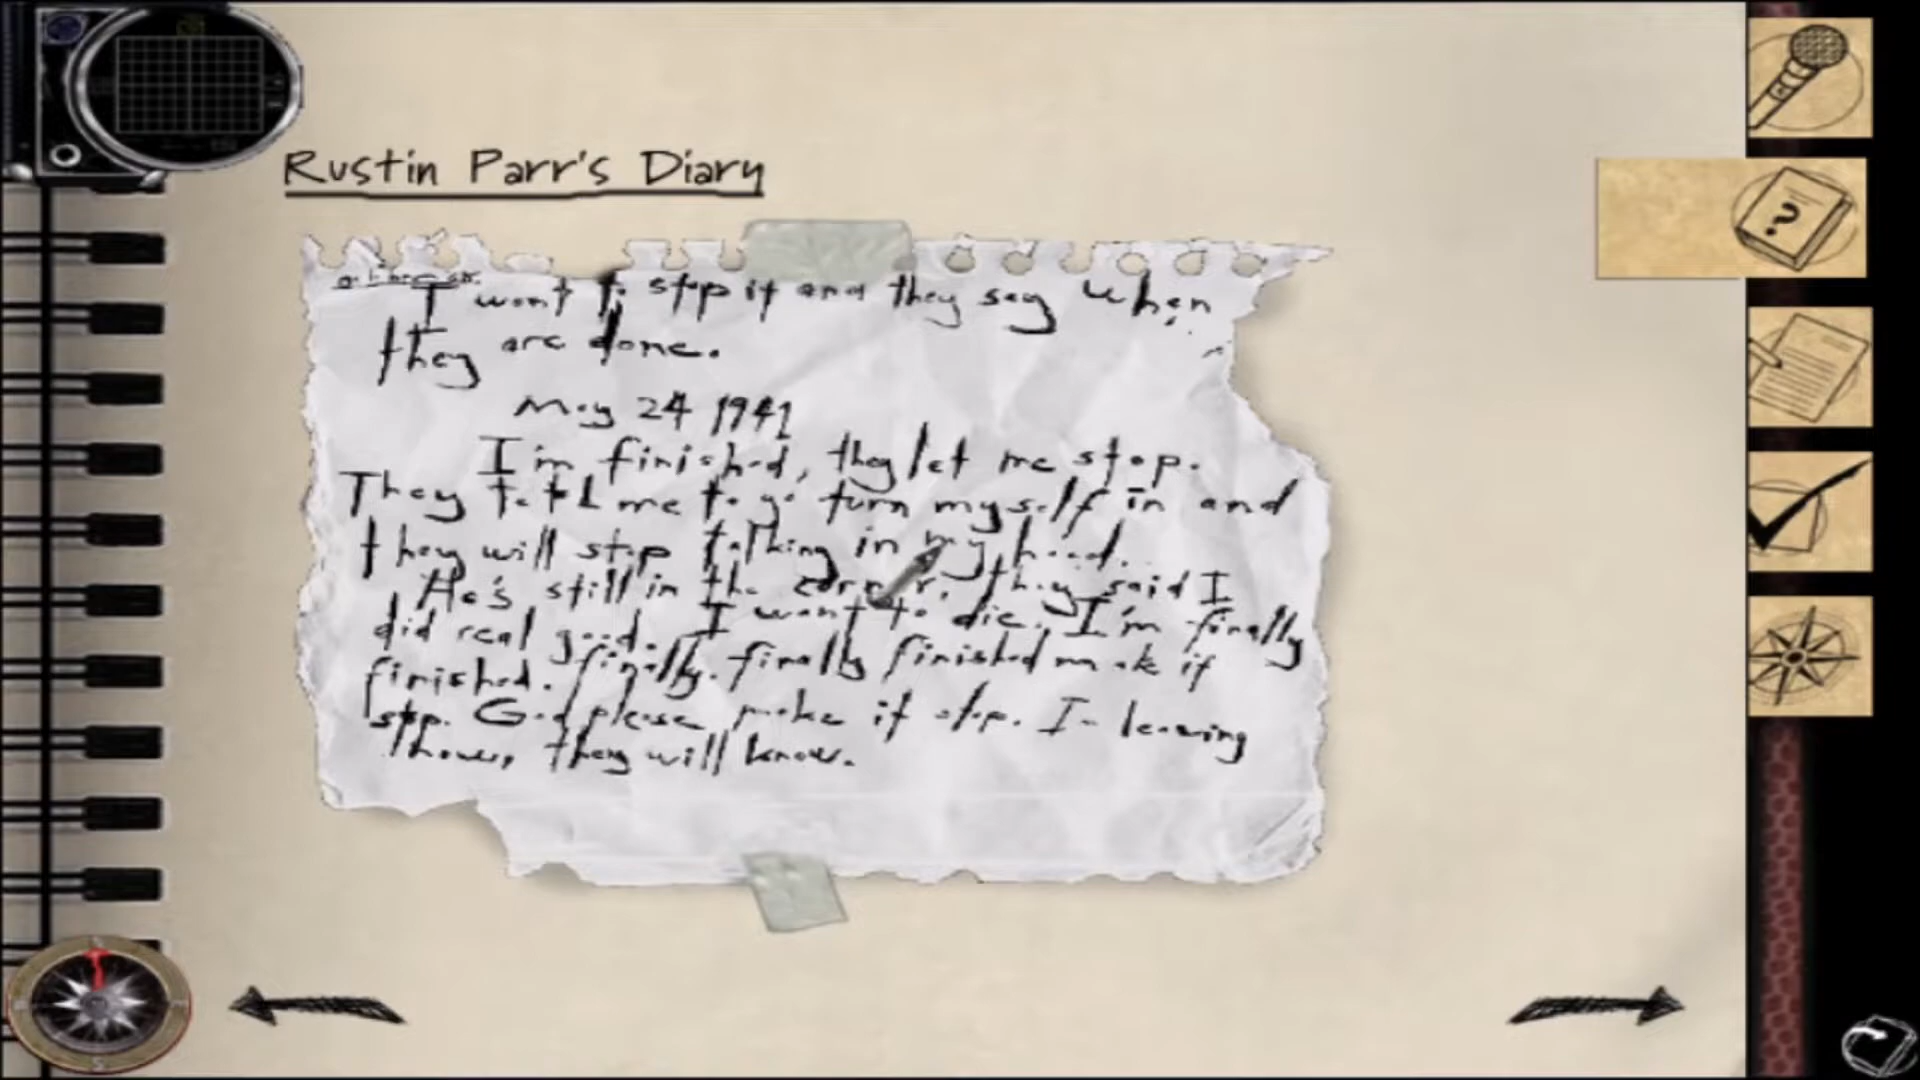 Rustin Parr's Diary
I want to stop it and they say when
they are done.
May 24 1941
I'm finished, they let me stop.
They told me to go turn myself in and
they will stop talking in my head.
He's still in the corner, they said I
did real good. I want to die. I'm finally
finished. finally. finally finished make it
stop. God please make it stop. I'm leaving
they will know.
?